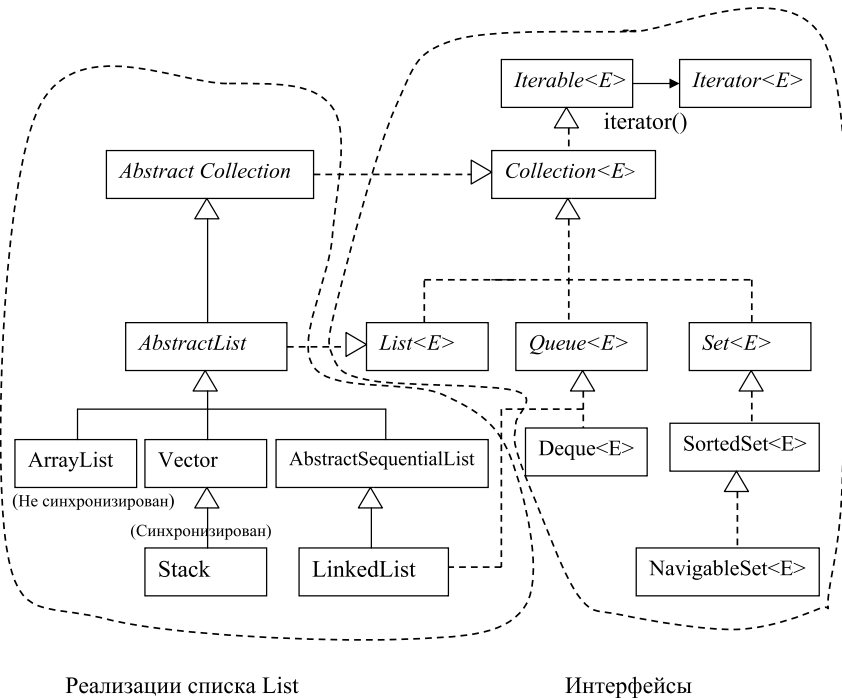 Iterable<E>
Iterator<E>
iterator()
Abstract Collection
Collection<E>
AbstractList
List<E>
Queue<E>
Set<E>
ArrayList
Vector
AbstractSequentialList
Deque<E>
SortedSet<E>
(Не синхронизирован)
(Синхронизирован)
Stack
LinkedList
NavigableSet<E>
Реализации списка List
Интерфейсы